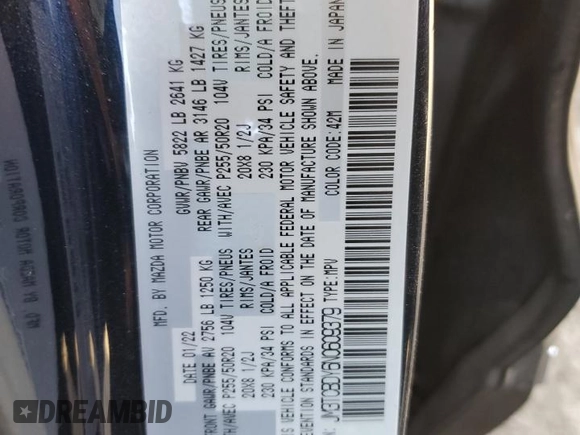 MFD. BY MAZDA MOTOR CORPORATION
DATE 01/22 GVWR/PNBV 5822 LB 2641 KG
FRONT GAWR/PNBE AV 2756 LB 1250 KG REAR GAWR/PNBE AR 3146 LB 1427 KG
WITH/AVEC P255/50R20 104V TIRES/PNEUS WITH/AVEC P255/50R20 104V TIRES/PNEUS
20X8 1/2J RIMS/JANTES 20X8 1/2J RIMS/JANTES
230 KPA/34 PSI COLD/A FROID 230 KPA/34 PSI COLD/A FROID
VEHICLE CONFORMS TO ALL APPLICABLE FEDERAL MOTOR VEHICLE SAFETY AND THEFT
PREVENTION IN EFFECT ON THE DATE OF MANUFACTURE SHOWN ABOVE.
TYPE:MPV COLOR CODE:42M MADE IN JAPAN
AUTOHELPERBOT